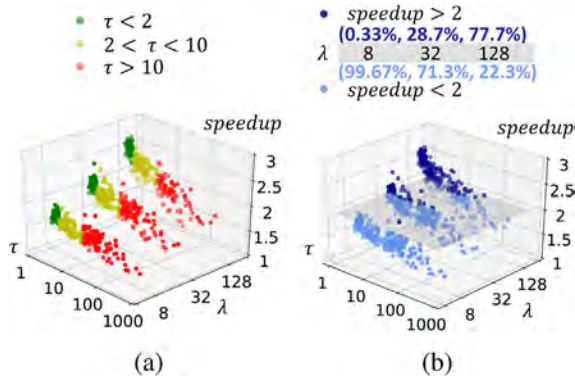 τ < 2
2 < τ < 10
τ > 10
speedup
3
2.5
2
1.5
1
τ
1
10
100
1000
8
32
128
λ
(a)
speedup > 2
(0.33%, 28.7%, 77.7%)
λ 8 32 128
(99.67%, 71.3%, 22.3%)
speedup < 2
speedup
3
2.5
2
1.5
1
τ
1
10
100
1000
8
32
128
λ
(b)